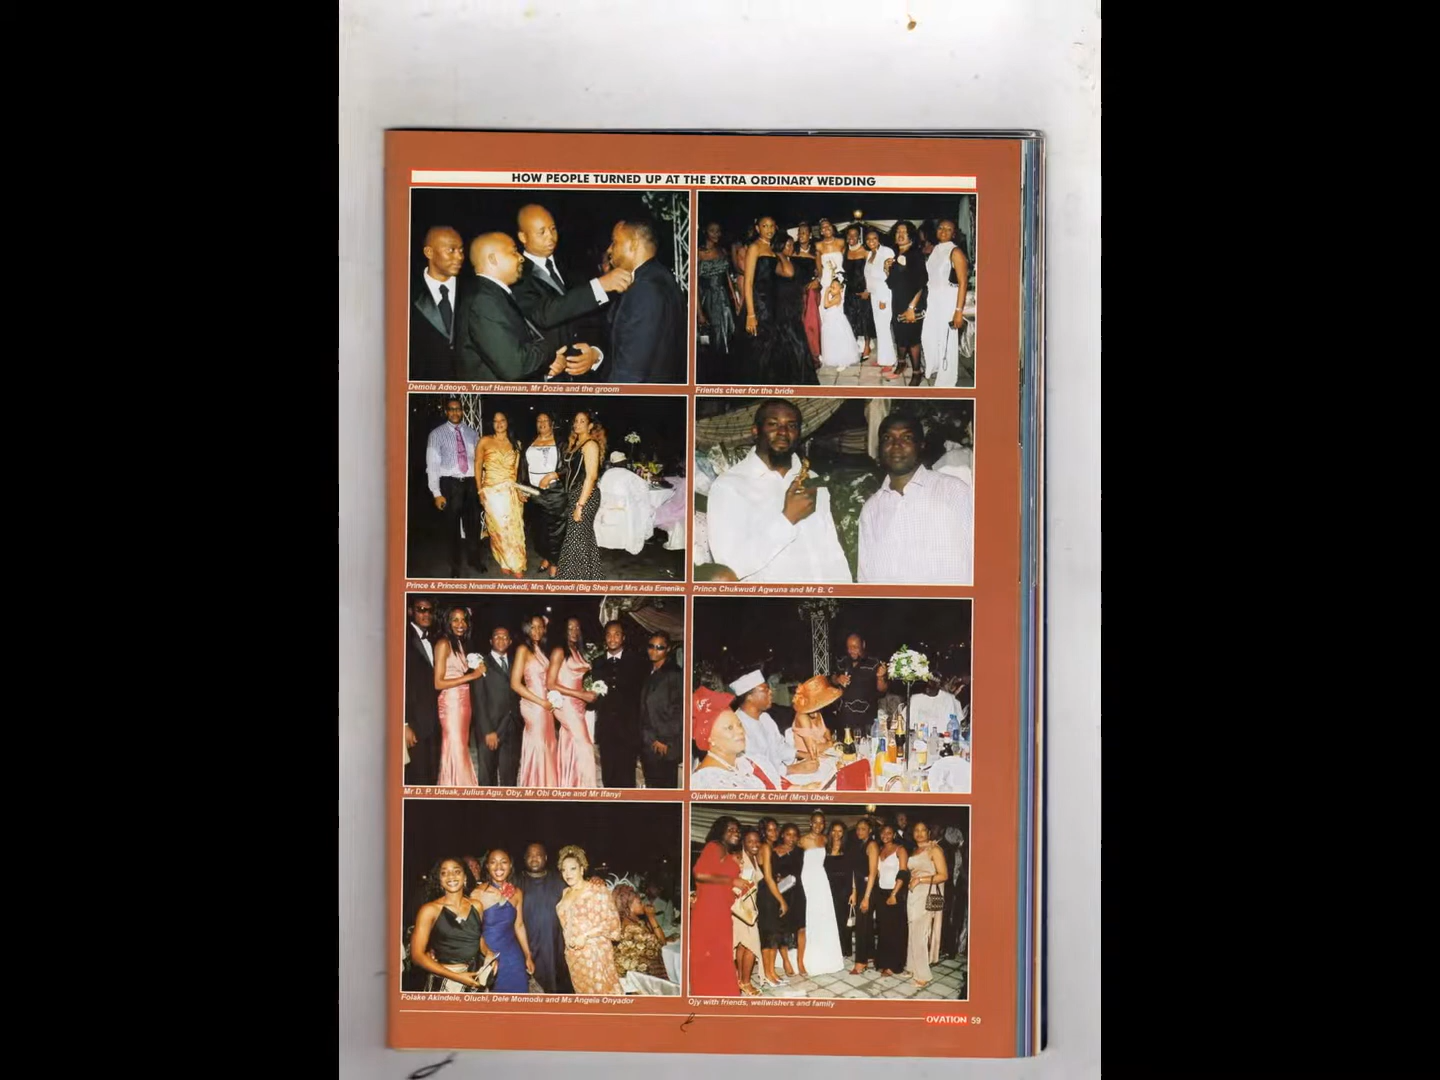 HOW PEOPLE TURNED UP AT THE EXTRA ORDINARY WEDDING
Demola Adeoyo, Yusuf Hamman, Mr Dozie and the groom
Friends cheer for the bride
Prince & Princess Nnamdi Nwokedi, Mrs Ngonadi (Big She) and Mrs Ada Emenike
Prince Chukwudi Agwuna and Mr B. C
Mr D. P. Uduak, Julius Agu, Oby, Mr Obi Okpe and Mr Ifanyi
Ojukwu with Chief & Chief (Mrs) Ubeku
Folake Akindele, Oluchi, Dele Momodu and Ms Angela Onyador
Ojy with friends, wellwishers and family
OVATION 59